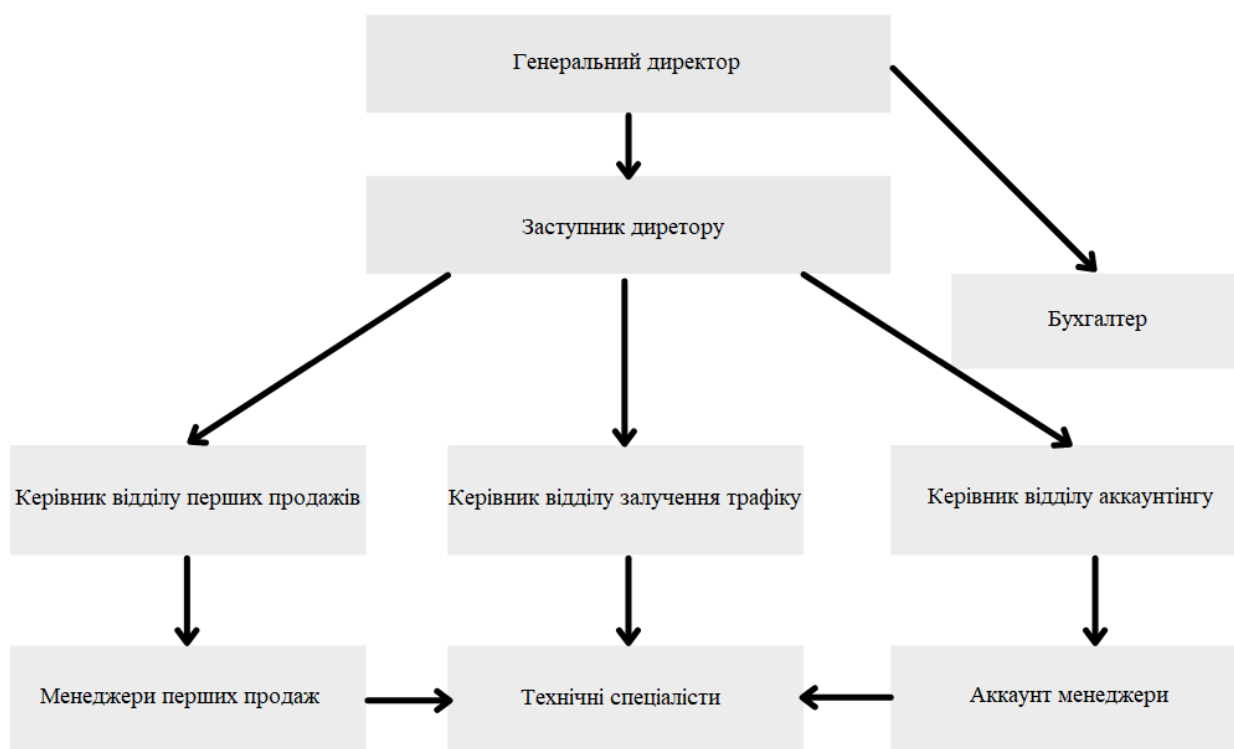 Генеральний директор
Заступник диретору
Бухгалтер
Керівник відділу перших продажів
Керівник відділу залучення трафіку
Керівник відділу аккаунтінгу
Менеджери перших продаж
Технічні спеціалісти
Аккаунт менеджери